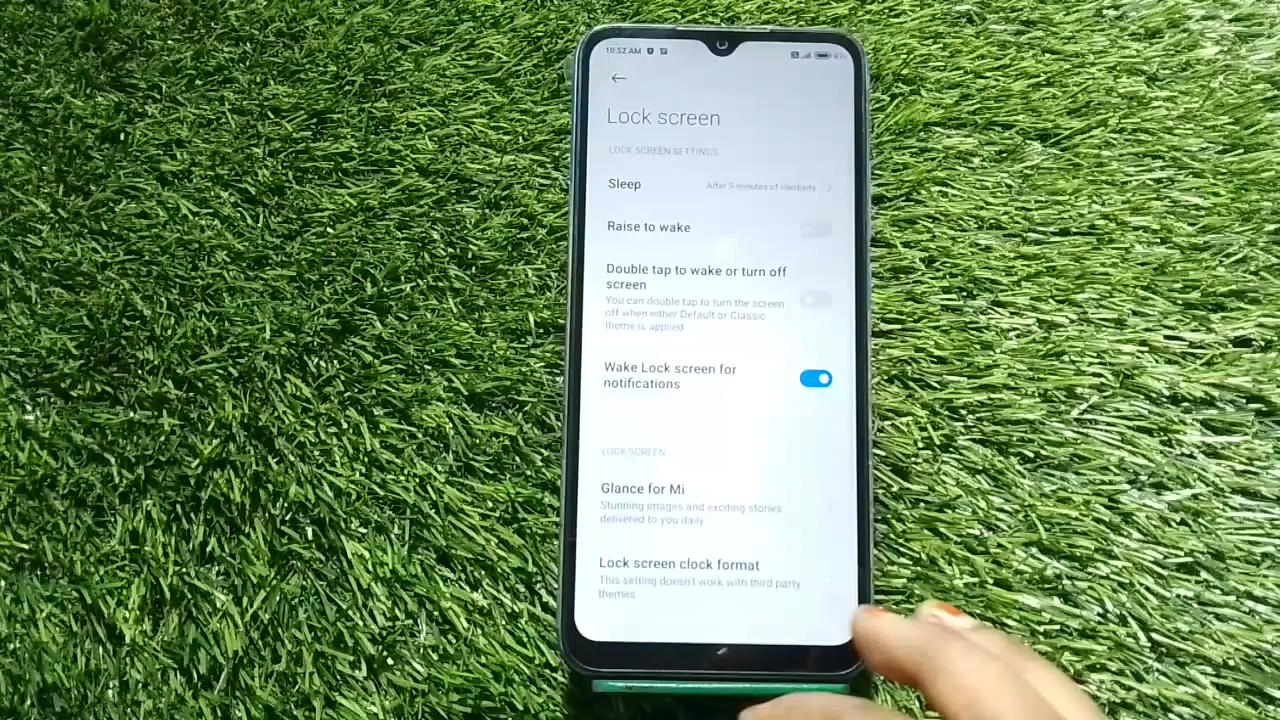 10:52 AM
Lock screen
LOCK SCREEN SETTINGS
Sleep After 5 minutes of inactivity
Raise to wake
Double tap to wake or turn off
screen
You can double tap to turn the screen
off when either Default or Classic
theme is applied
Wake Lock screen for
notifications
LOCK SCREEN
Glance for Mi
Stunning images and exciting stories
delivered to you daily
Lock screen clock format
This setting doesn't work with third party
themes